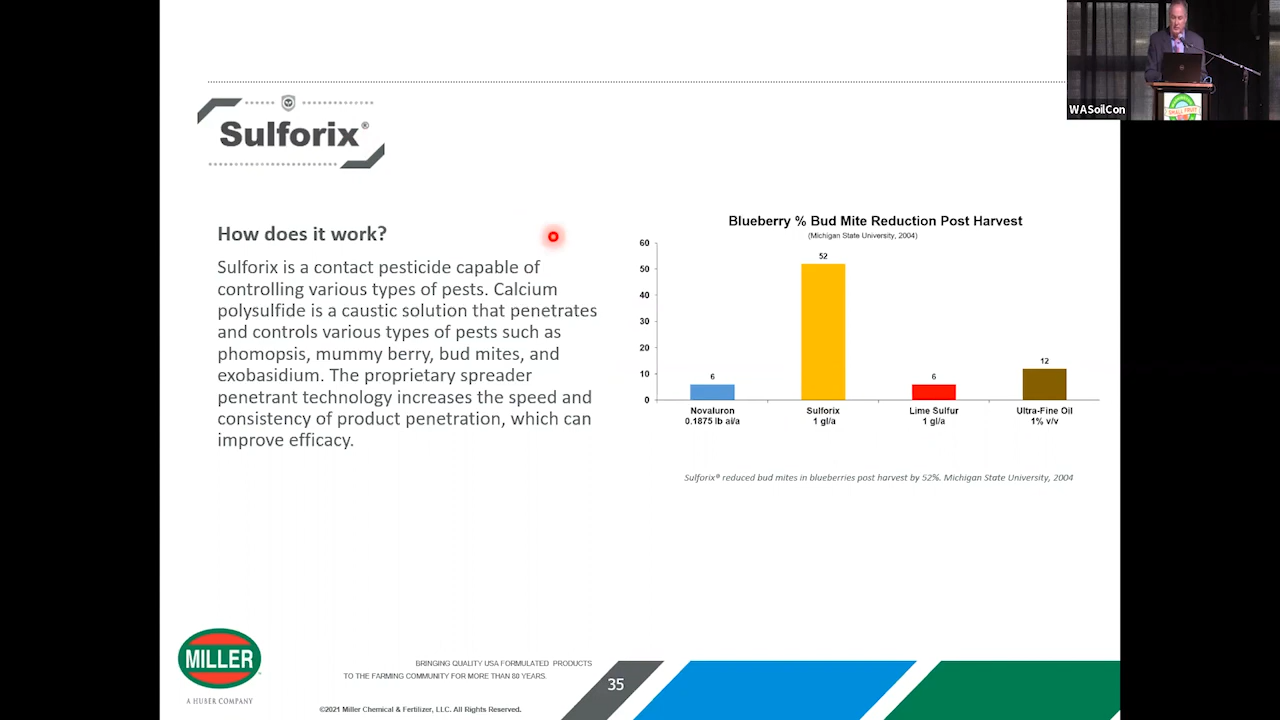 WASoilCon
SMALL FRUIT
Sulforix®
How does it work?
Sulforix is a contact pesticide capable of
controlling various types of pests. Calcium
polysulfide is a caustic solution that penetrates
and controls various types of pests such as
phomopsis, mummy berry, bud mites, and
exobasidium. The proprietary spreader
penetrant technology increases the speed and
consistency of product penetration, which can
improve efficacy.
Blueberry % Bud Mite Reduction Post Harvest
(Michigan State University, 2004)
60
50
40
30
20
10
0
6
52
6
12
Novaluron
0.1875 lb ai/a
Sulforix
1 gl/a
Lime Sulfur
1 gl/a
Ultra-Fine Oil
1% v/v
Sulforix® reduced bud mites in blueberries post harvest by 52%. Michigan State University, 2004
MILLER
A HUBER COMPANY
BRINGING QUALITY USA FORMULATED PRODUCTS
TO THE FARMING COMMUNITY FOR MORE THAN 80 YEARS.
©2021 Miller Chemical & Fertilizer, LLC. All Rights Reserved.
35